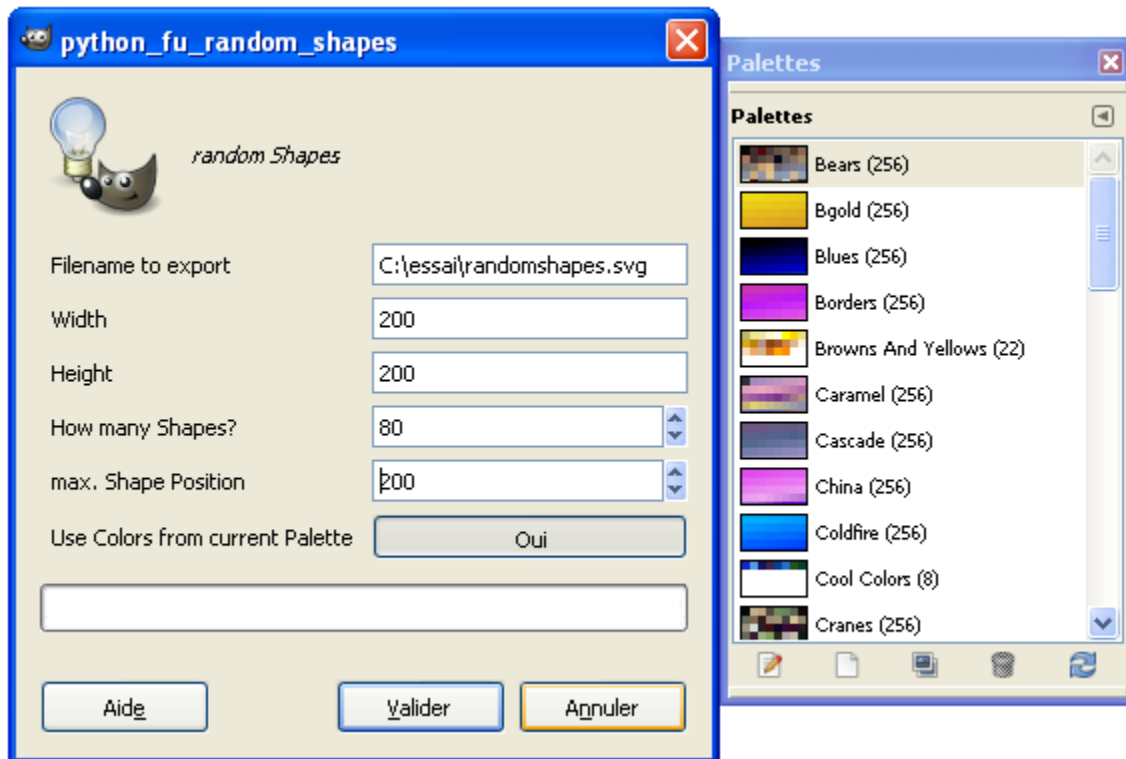 python_fu_random_shapes
random Shapes
Filename to export
C:\essai\randomshapes.svg
Width
200
Height
200
How many Shapes?
80
max. Shape Position
200
Use Colors from current Palette
Oui
Aide
Valider
Annuler
Palettes
Palettes
Bears (256)
Bgold (256)
Blues (256)
Borders (256)
Browns And Yellows (22)
Caramel (256)
Cascade (256)
China (256)
Coldfire (256)
Cool Colors (8)
Cranes (256)